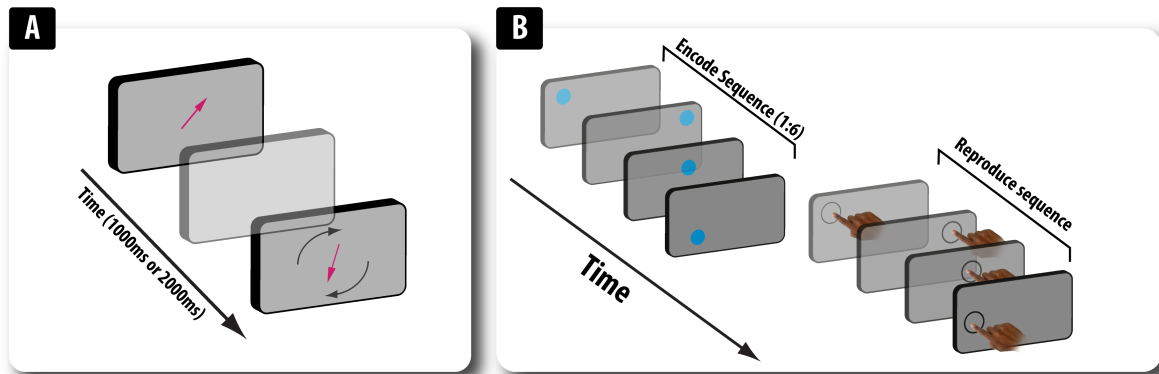 A
Time (1000ms or 2000ms)
B
Encode Sequence (1:6)
Time
Reproduce sequence